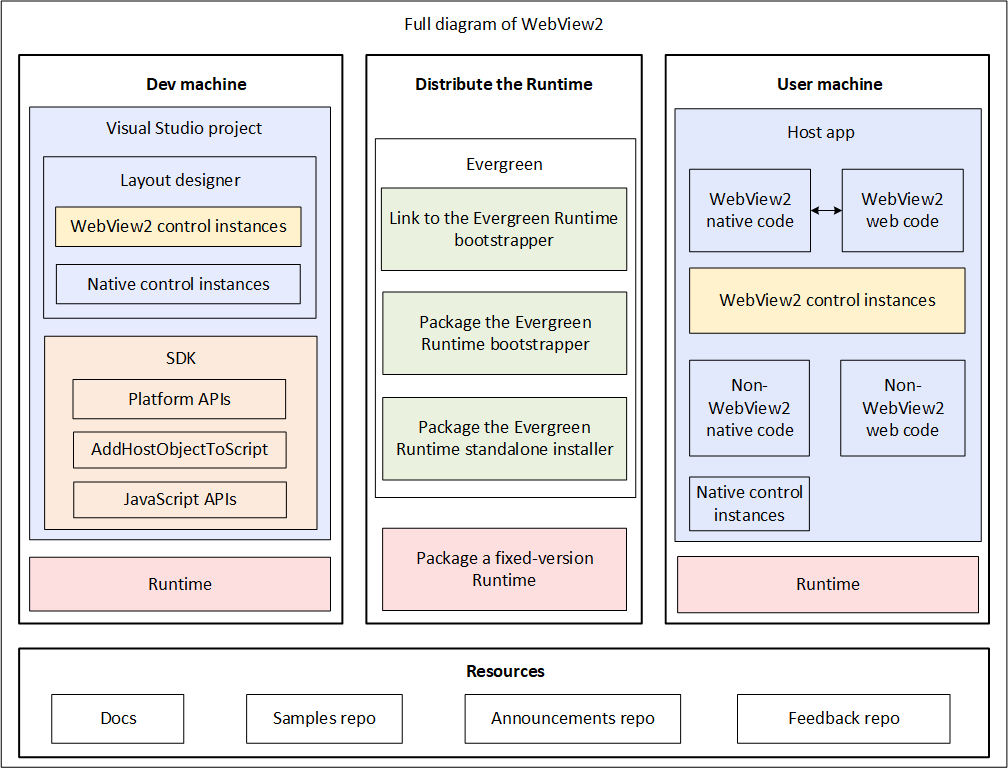 Full diagram of WebView2
Dev machine
Visual Studio project
Layout designer
WebView2 control instances
Native control instances
SDK
Platform APIs
AddHostObjectToScript
JavaScript APIs
Runtime
Distribute the Runtime
Evergreen
Link to the Evergreen Runtime
bootstrapper
Package the Evergreen
Runtime bootstrapper
Package the Evergreen
Runtime standalone installer
Package a fixed-version
Runtime
User machine
Host app
WebView2
native code
WebView2
web code
WebView2 control instances
Non-
WebView2
native code
Non-
WebView2
web code
Native control
instances
Runtime
Resources
Docs
Samples repo
Announcements repo
Feedback repo